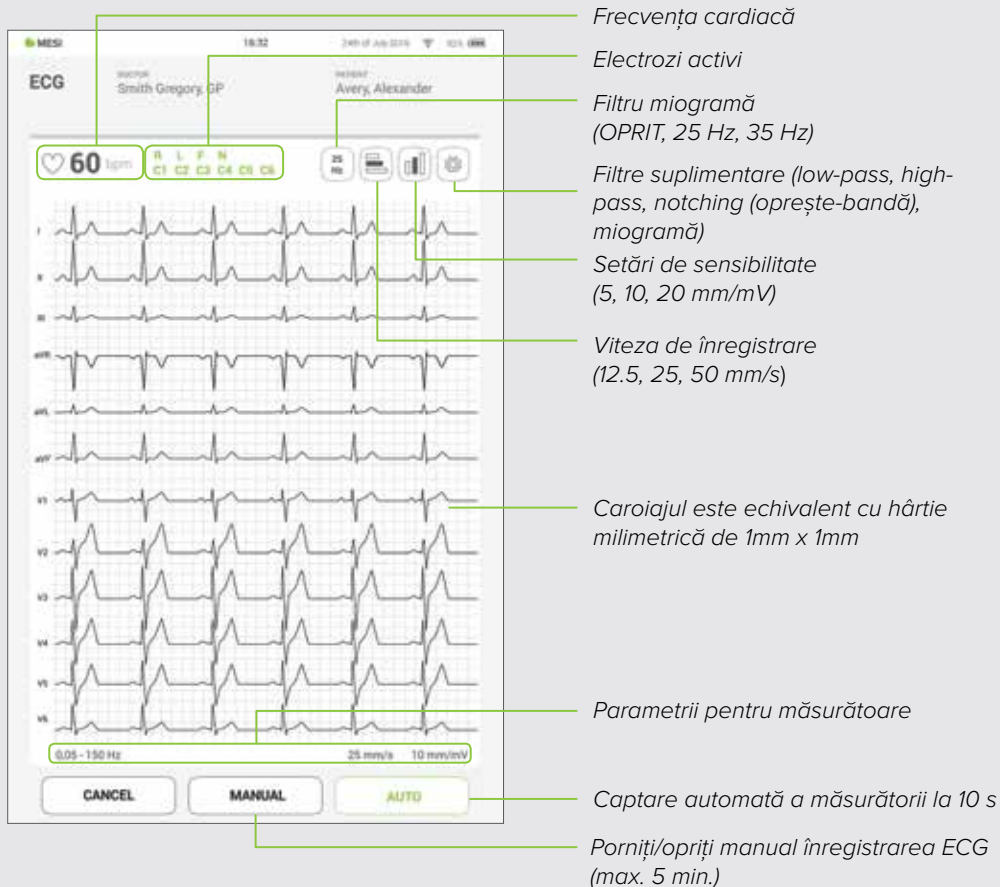 Frecvența cardiacă
Electrozi activi
Filtru miogramă
(OPRIT, 25 Hz, 35 Hz)
Filtre suplimentare (low-pass, high-
pass, notching (oprește-bandă),
miogramă)
Setări de sensibilitate
(5, 10, 20 mm/mV)
Viteza de înregistrare
(12.5, 25, 50 mm/s)
Caroiajul este echivalent cu hârtie
milimetrică de 1mm x 1mm
Parametrii pentru măsurătoare
Captare automată a măsurătorii la 10 s
Porniți/opriți manual înregistrarea ECG
(max. 5 min.)
MESI 16:32
ECG
DOCTOR PATIENT
Smith Gregory, GP Avery, Alexander
60 bpm
R L F N
C1 C2 C3 C4 C5 C6
25
Hz
I
II
III
aVR
aVL
aVF
V1
V2
V3
V4
V5
V6
0,05 - 150 Hz 25 mm/s 10 mm/mV
CANCEL MANUAL AUTO